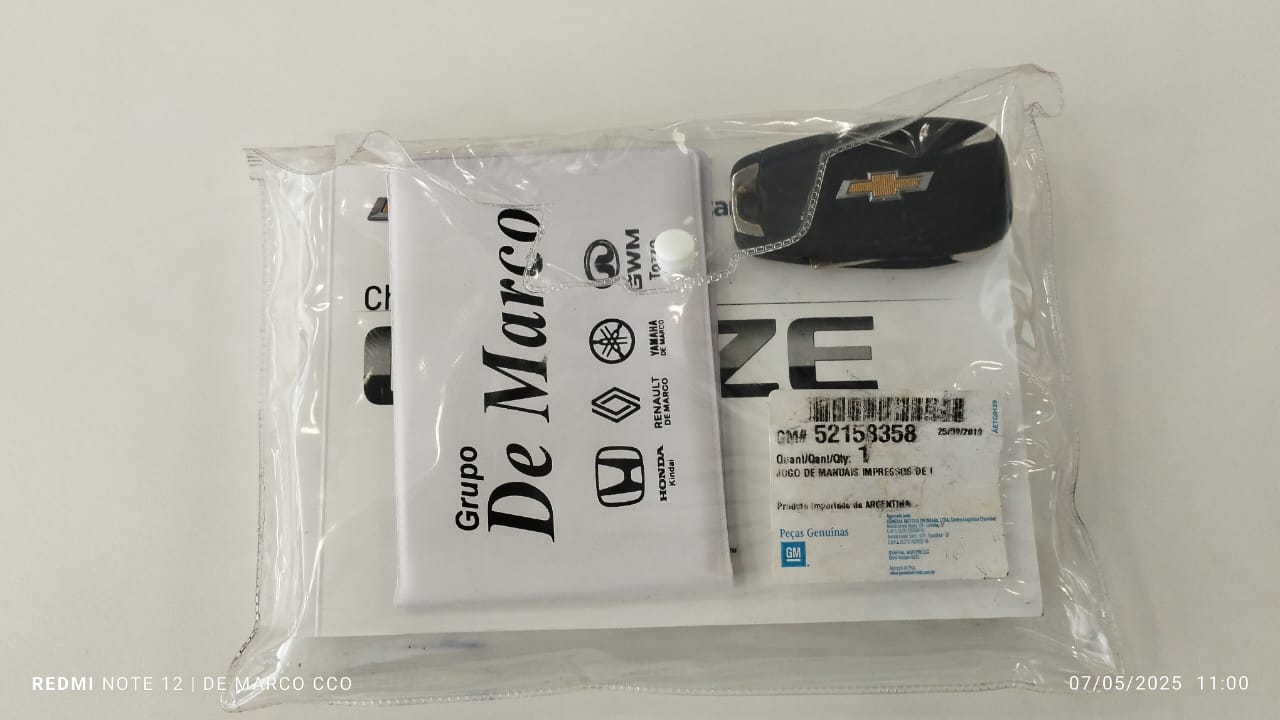 Grupo
De Marco
HONDA
Kindai
RENAULT
DE MARCO
YAMAHA
DE MARCO
GWM
Tozzo
Ch
ZE
GM# 52158358
25/09/2019
Quant/Qant/Qty: 1
JOGO DE MANUAIS IMPRESSOS DE I
Produto Importado da ARGENTINA
Peças Genuínas
GM
REDMI NOTE 12 | DE MARCO CCO
07/05/2025 11:00